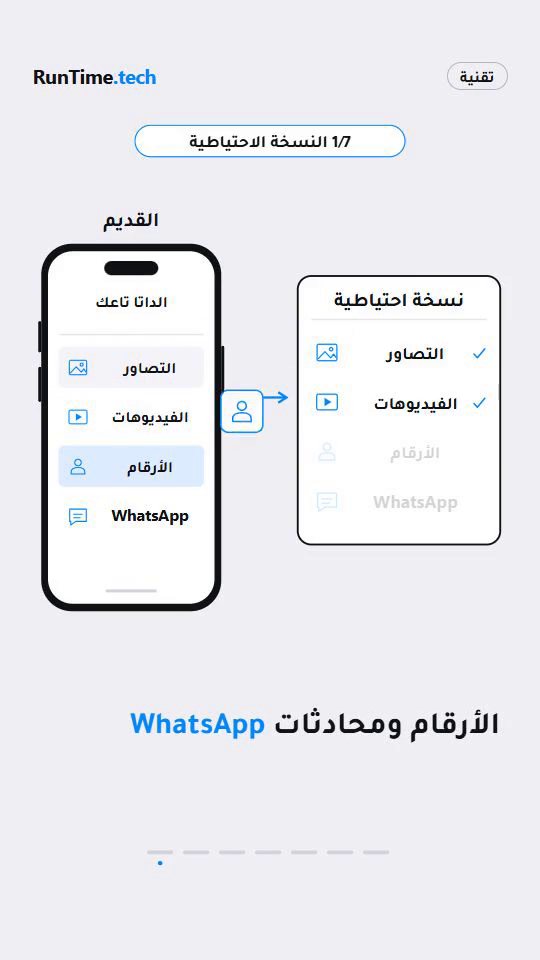 RunTime.tech
تقنية
1/7 النسخة الاحتياطية
القديم
الداتا تاعك
التصاور
الفيديوهات
الأرقام
WhatsApp
نسخة احتياطية
التصاور
الفيديوهات
الأرقام
WhatsApp
الأرقام ومحادثات WhatsApp